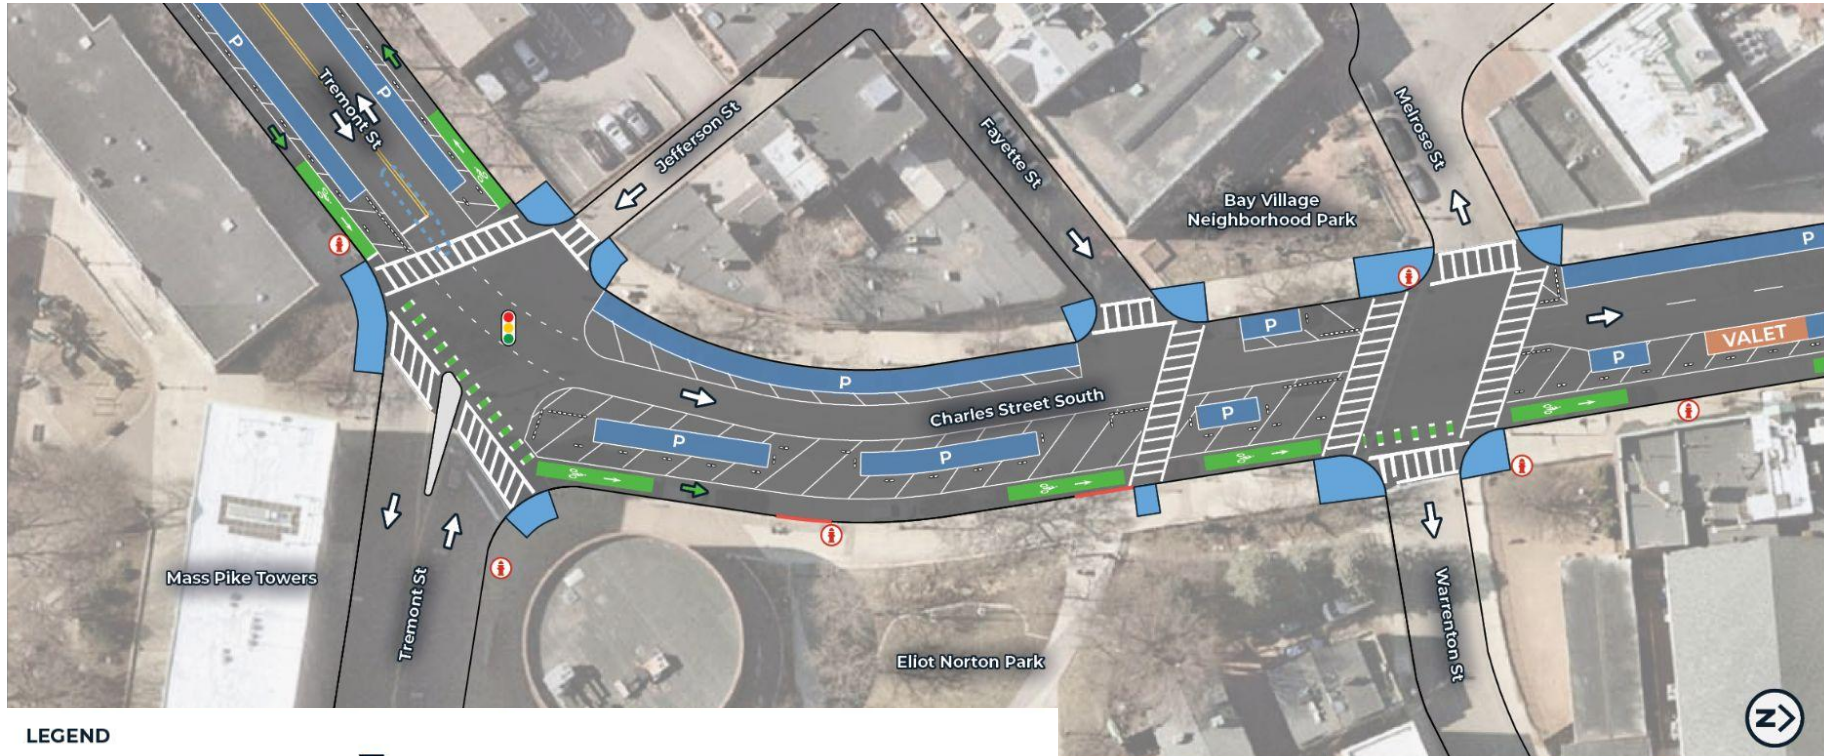 P
Tremont St
P
Jefferson St
Fayette St
Melrose St
Bay Village
Neighborhood Park
P
P
P
VALET
P
Charles Street South
P
P
P
Mass Pike Towers
Tremont St
Eliot Norton Park
Warrenton St
N
LEGEND